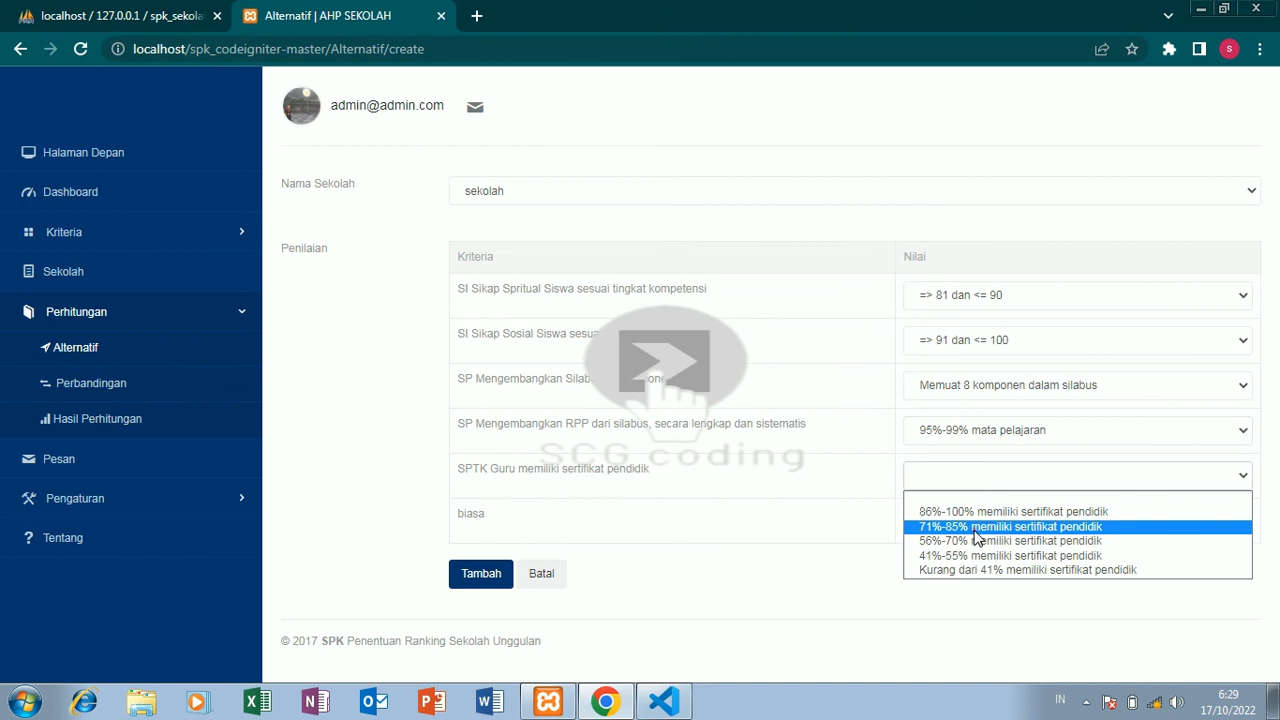 localhost / 127.0.0.1 / spk_sekola
Alternatif | AHP SEKOLAH
localhost/spk_codeigniter-master/Alternatif/create
S
admin@admin.com
Halaman Depan
Dashboard
Kriteria
Sekolah
Perhitungan
Alternatif
Perbandingan
Hasil Perhitungan
Pesan
Pengaturan
Tentang
Nama Sekolah
sekolah
Penilaian
Kriteria
Nilai
SI Sikap Spritual Siswa sesuai tingkat kompetensi
=> 81 dan <= 90
SI Sikap Sosial Siswa sesua
=> 91 dan <= 100
SP Mengembangkan Silab
Memuat 8 komponen dalam silabus
SP Mengembangkan RPP dari silabus, secara lengkap dan sistematis
95%-99% mata pelajaran
SPTK Guru memiliki sertifikat pendidik
biasa
86%-100% memiliki sertifikat pendidik
71%-85% memiliki sertifikat pendidik
56%-70% memiliki sertifikat pendidik
41%-55% memiliki sertifikat pendidik
Kurang dari 41% memiliki sertifikat pendidik
SCG coding
Tambah
Batal
© 2017 SPK Penentuan Ranking Sekolah Unggulan
IN
6:29
17/10/2022